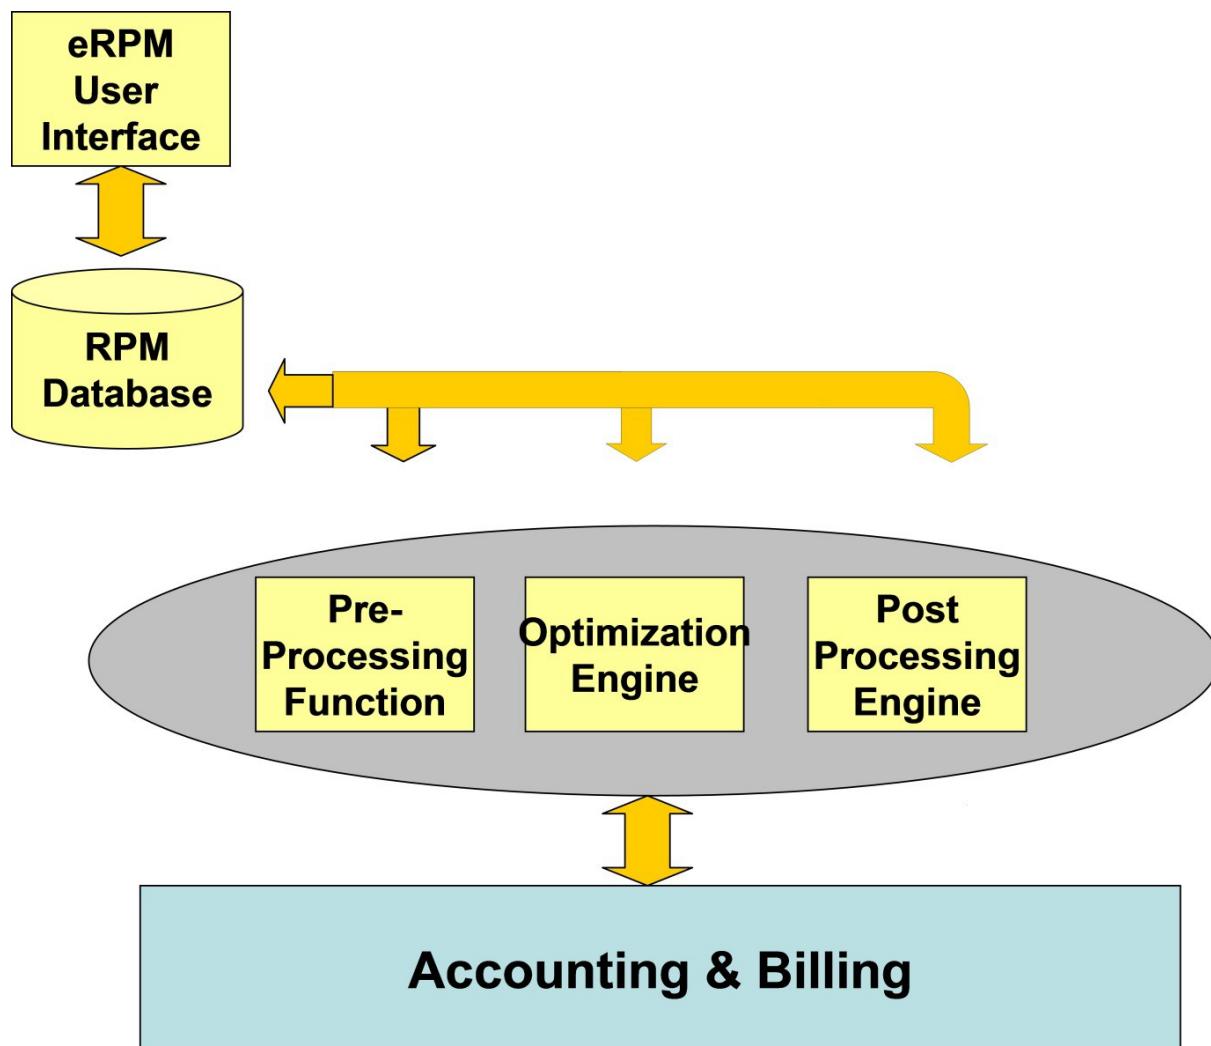 eRPM
User
Interface
RPM
Database
Pre-
Processing
Function
Optimization
Engine
Post
Processing
Engine
Accounting & Billing